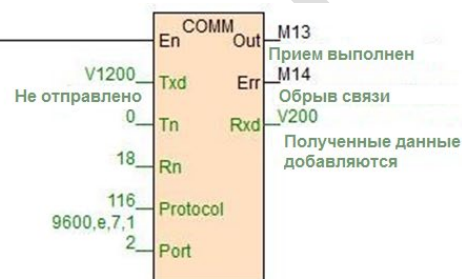 COMM
En Out M13
Прием выполнен
V1200 Txd Err M14
Не отправлено Обрыв связи
0 Tn Rxd V200
Полученные данные
добавляются
18 Rn
116 Protocol
9600,e,7,1
2 Port